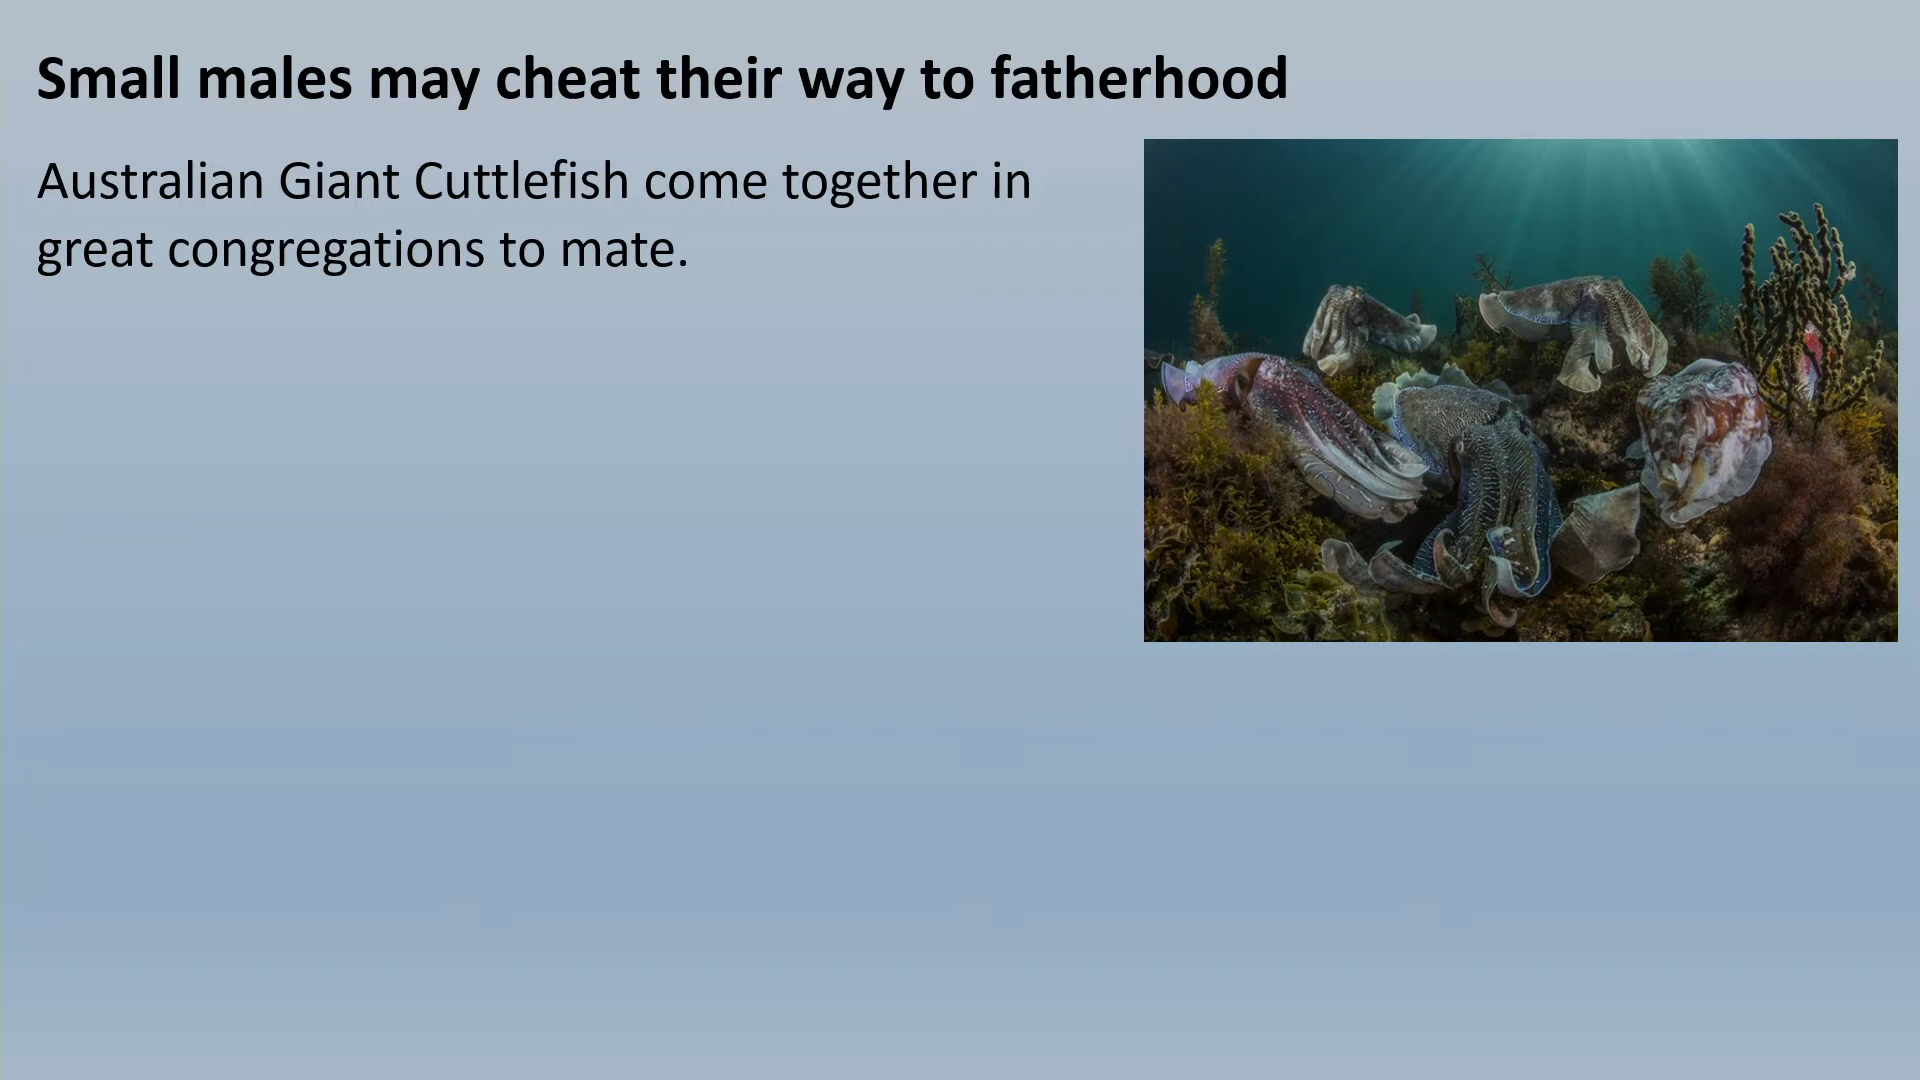 Small males may cheat their way to fatherhood
Australian Giant Cuttlefish come together in
great congregations to mate.